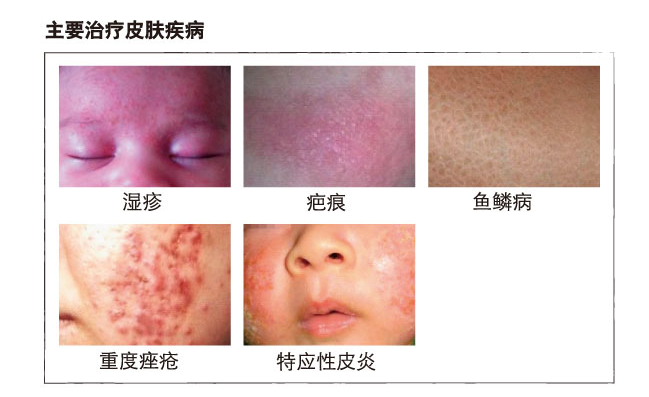 主要治疗皮肤疾病
湿疹
疤痕
鱼鳞病
重度痤疮
特应性皮炎